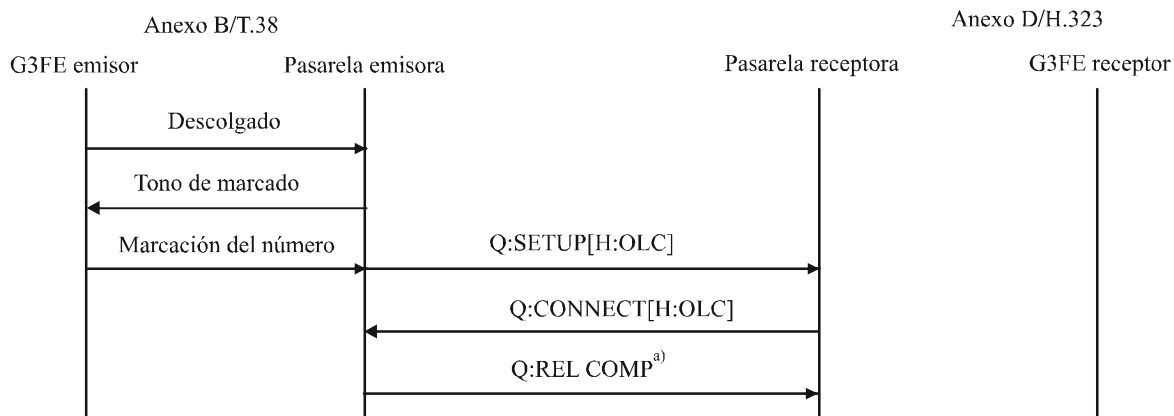 Anexo B/T.38
Anexo D/H.323
G3FE emisor
Pasarela emisora
Pasarela receptora
G3FE receptor
Descolgado
Tono de marcado
Marcación del número
Q:SETUP[H:OLC]
Q:CONNECT[H:OLC]
Q:REL COMP a)